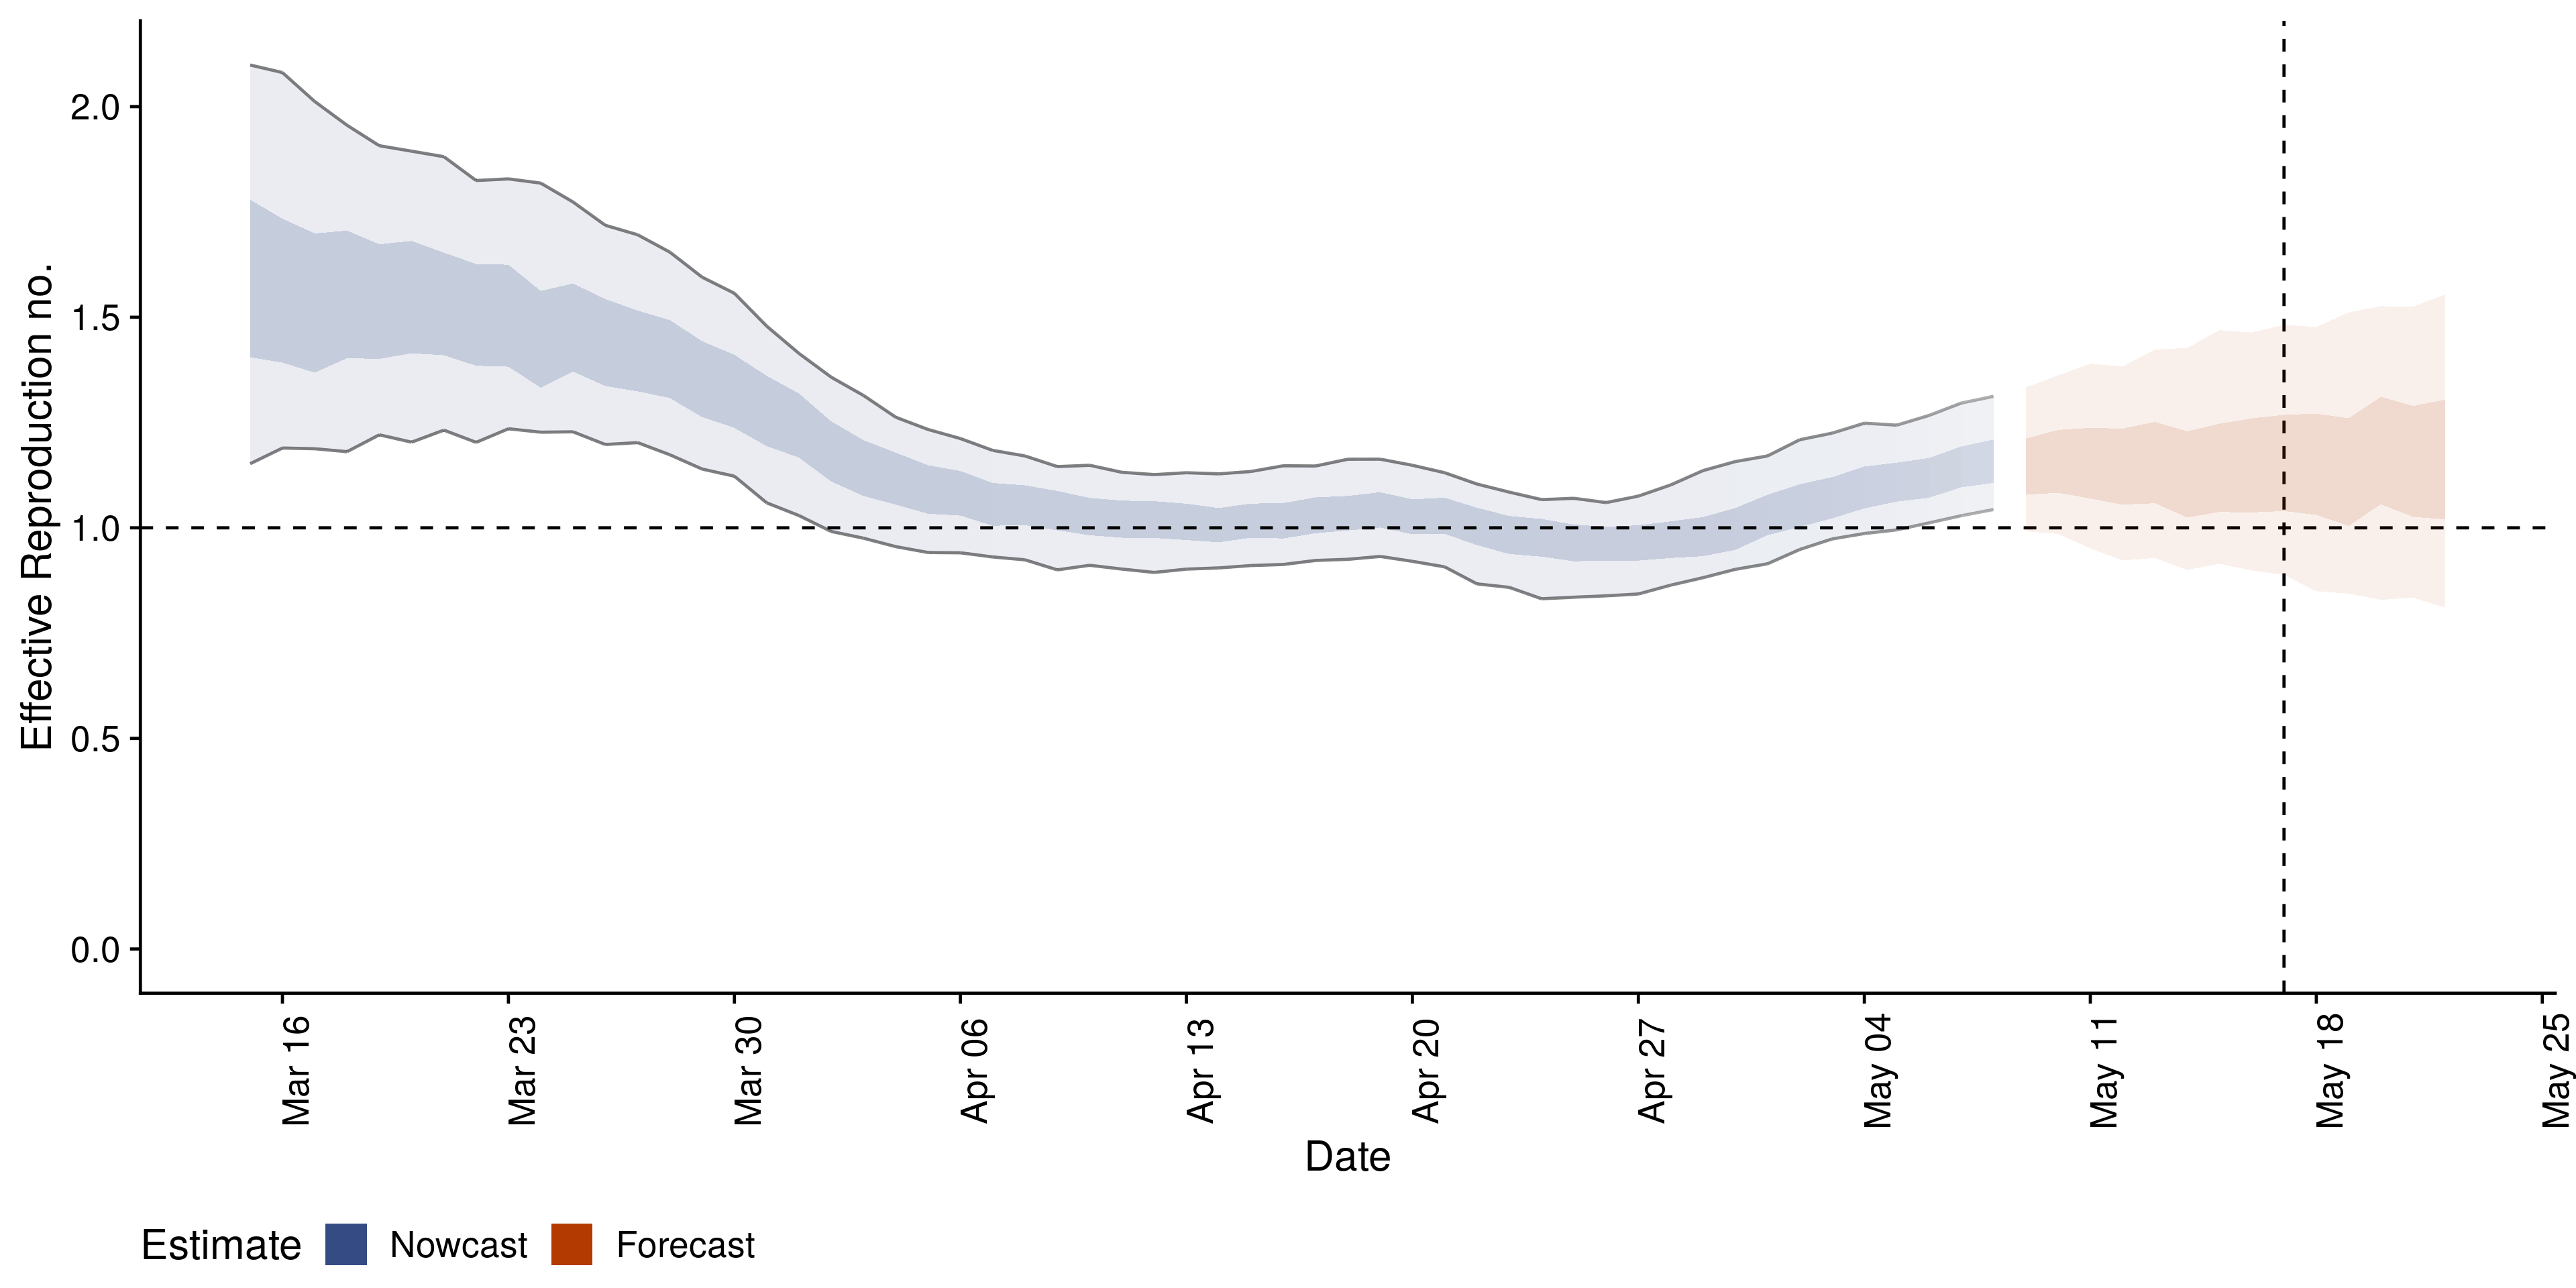 Effective Reproduction no.
2.0
1.5
1.0
0.5
0.0
Mar 16
Mar 23
Mar 30
Apr 06
Apr 13
Apr 20
Apr 27
May 04
May 11
May 18
May 25
Date
Estimate Nowcast Forecast